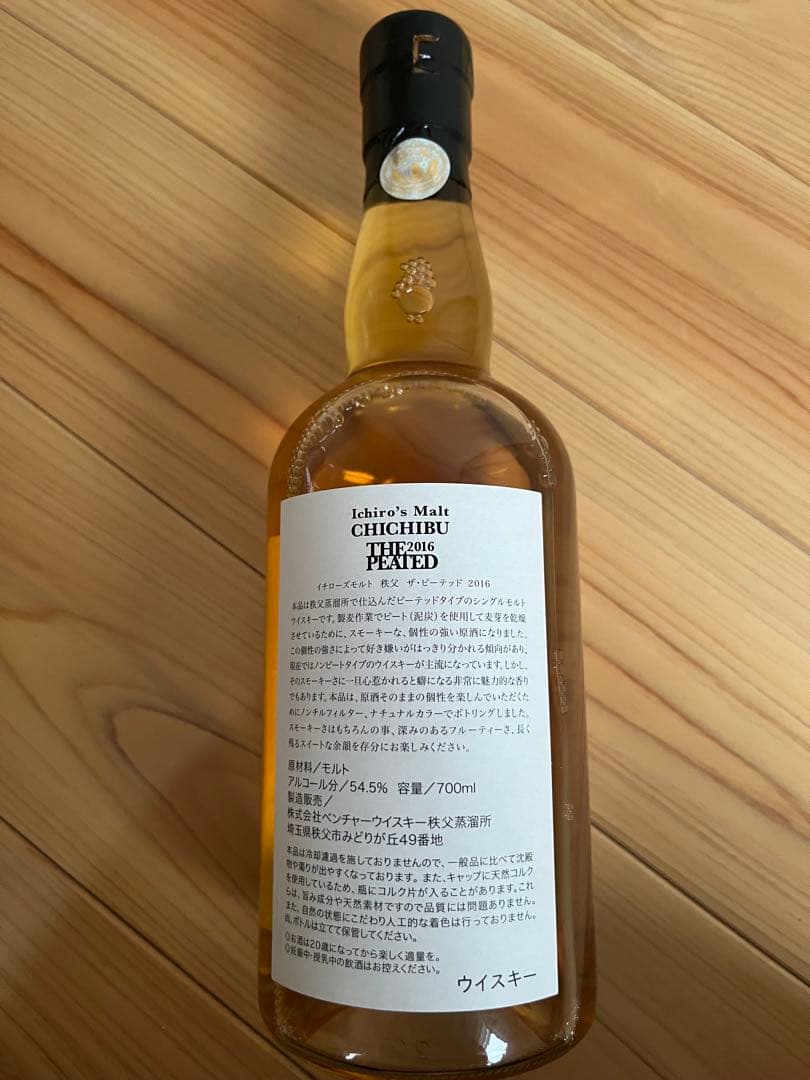 Ichiro's Malt
CHICHIBU
THE 2016
PEATED
イチローズモルト 秩父 ザ・ピーテッド 2016
本品は秩父蒸溜所で仕込んだピーテッドタイプのシングルモルト
ウイスキーです。製麦作業でピート(泥炭)を使用して麦芽を乾燥
させているために、スモーキーな、個性の強い原酒になりました。
この個性の強さによって好き嫌いがはっきり分かれる傾向があり、
現在ではノンピートタイプのウイスキーが主流になっています。しかし、
そのスモーキーさに一旦心惹かれると癖になる非常に魅力的な香り
でもあります。本品は、原酒そのままの個性を楽しんでいただくた
めにノンチルフィルター、ナチュナルカラーでボトリングしました。
スモーキーさはもちろんの事、深みのあるフルーティーさ、長く
残るスイートな余韻を存分にお楽しみください。
原材料/モルト
アルコール分/54.5% 容量/700ml
製造販売/
株式会社ベンチャーウイスキー秩父蒸溜所
埼玉県秩父市みどりが丘49番地
本品は冷却濾過を施しておりませんので、一般品に比べて沈殿
物や濁りが出やすくなっております。また、キャップに天然コルク
を使用しているため、瓶にコルク片が入ることがあります。これ
らは、旨み成分や天然素材ですので品質には問題ありません。
また、自然の状態にこだわり人工的な着色は行っておりません。
尚、ボトルは立てて保管してください。
○お酒は20歳になってから楽しく適量を。
○妊娠中・授乳中の飲酒はお控えください。
ウイスキー